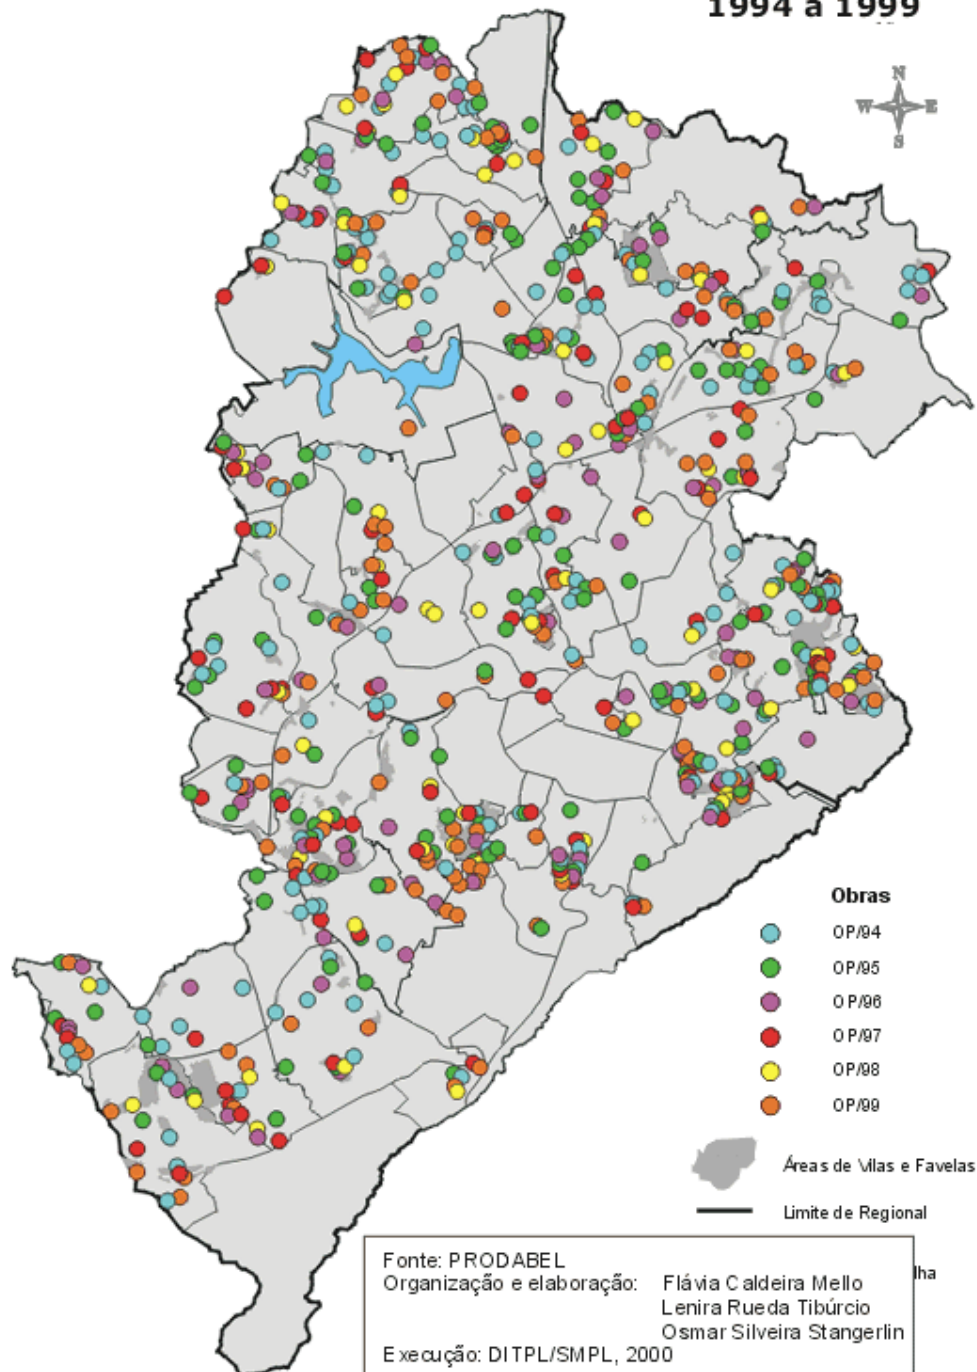 1994 a 1999
N
W E
S
Obras
OP/94
OP/95
OP/96
OP/97
OP/98
OP/99
Áreas de Vilas e Favelas
Limite de Regional
lha
Fonte: PRODABEL
Organização e elaboração: Flávia Caldeira Mello
Lenira Rueda Tibúrcio
Osmar Silveira Stangerlin
Execução: DITPL/SMPL, 2000